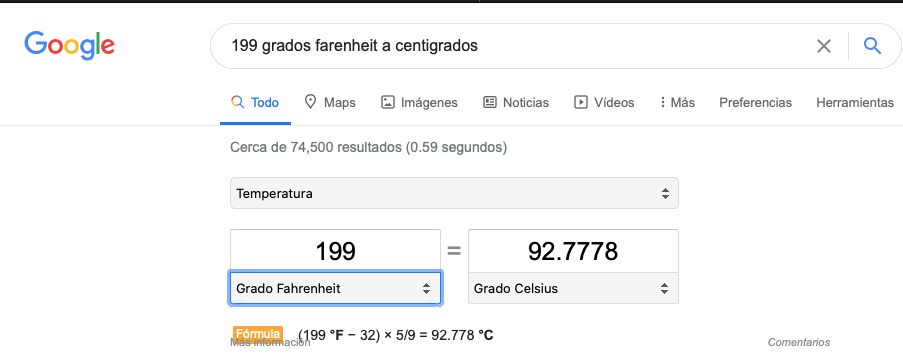 Google
199 grados farenheit a centigrados
Todo Maps Imágenes Noticias Vídeos Más Preferencias Herramientas
Cerca de 74,500 resultados (0.59 segundos)
Temperatura
199 = 92.7778
Grado Fahrenheit Grado Celsius
Fórmula (199 °F − 32) × 5/9 = 92.778 °C
Más información Comentarios